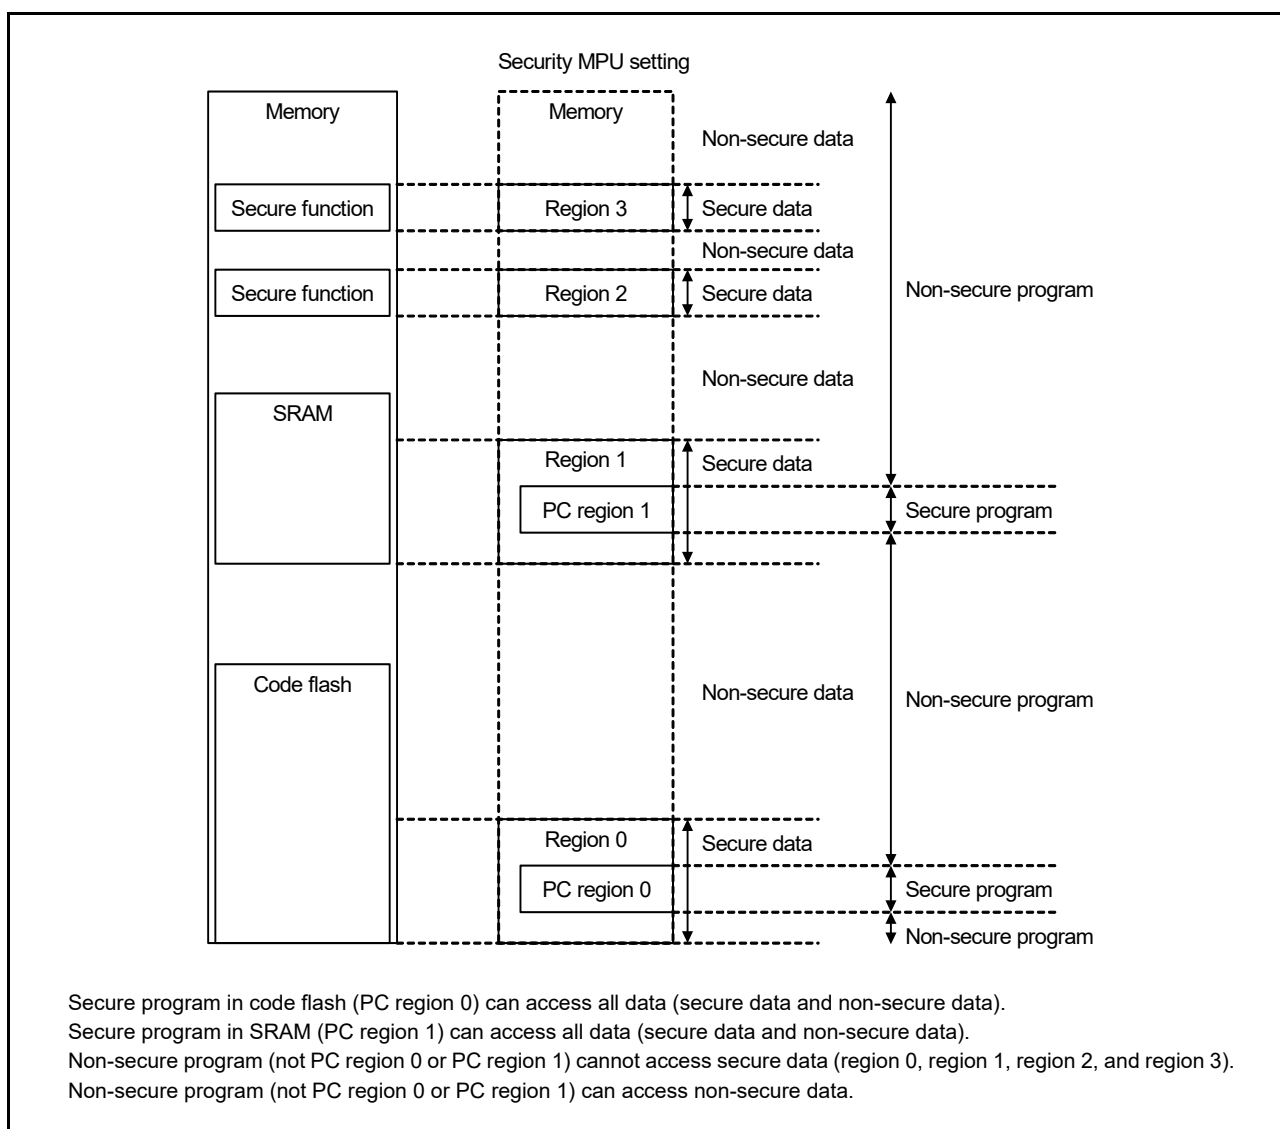 Security MPU setting
Memory
Memory
Non-secure data
Secure function
Region 3
Secure data
Non-secure data
Secure function
Region 2
Secure data
Non-secure program
Non-secure data
SRAM
Region 1
Secure data
PC region 1
Secure program
Code flash
Non-secure data
Non-secure program
Region 0
Secure data
PC region 0
Secure program
Non-secure program
Secure program in code flash (PC region 0) can access all data (secure data and non-secure data).
Secure program in SRAM (PC region 1) can access all data (secure data and non-secure data).
Non-secure program (not PC region 0 or PC region 1) cannot access secure data (region 0, region 1, region 2, and region 3).
Non-secure program (not PC region 0 or PC region 1) can access non-secure data.